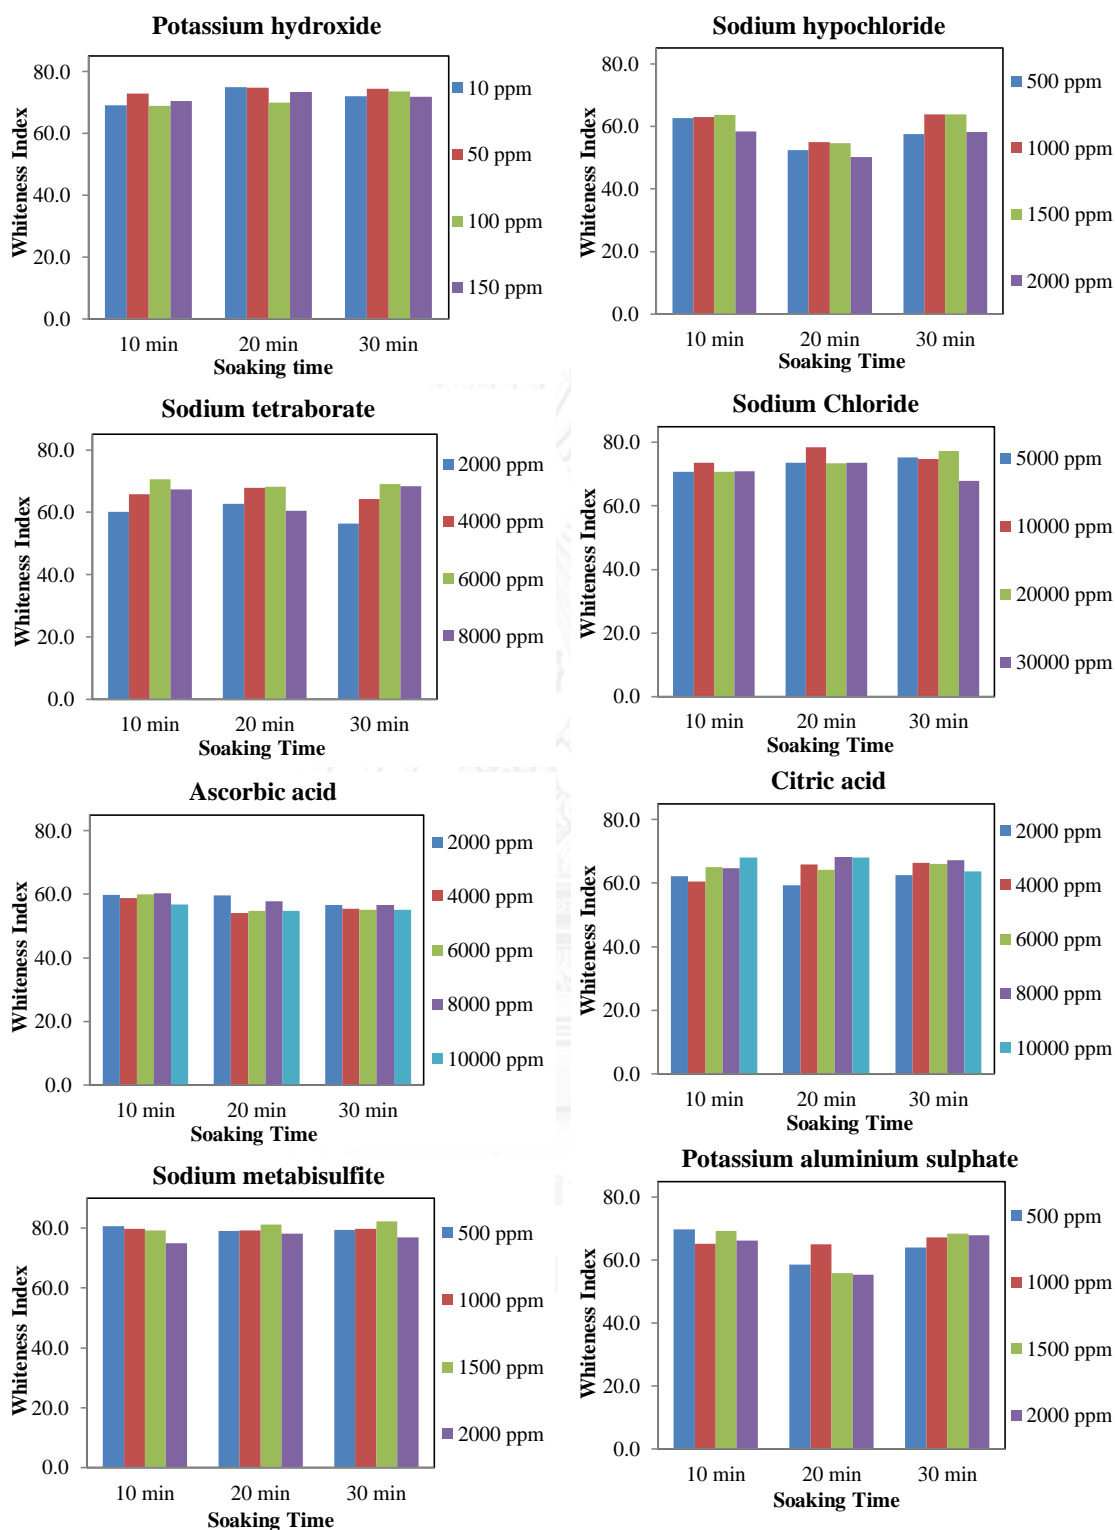 Potassium hydroxide
Whiteness Index
80.0
60.0
40.0
20.0
0.0
10 min
20 min
30 min
Soaking time
10 ppm
50 ppm
100 ppm
150 ppm
Sodium hypochloride
Whiteness Index
80.0
60.0
40.0
20.0
0.0
10 min
20 min
30 min
Soaking Time
500 ppm
1000 ppm
1500 ppm
2000 ppm
Sodium tetraborate
Whiteness Index
80.0
60.0
40.0
20.0
0.0
10 min
20 min
30 min
Soaking Time
2000 ppm
4000 ppm
6000 ppm
8000 ppm
Sodium Chloride
Whiteness Index
80.0
60.0
40.0
20.0
0.0
10 min
20 min
30 min
Soaking Time
5000 ppm
10000 ppm
20000 ppm
30000 ppm
Ascorbic acid
Whiteness Index
80.0
60.0
40.0
20.0
0.0
10 min
20 min
30 min
Soaking Time
2000 ppm
4000 ppm
6000 ppm
8000 ppm
10000 ppm
Citric acid
Whiteness Index
80.0
60.0
40.0
20.0
0.0
10 min
20 min
30 min
Soaking Time
2000 ppm
4000 ppm
6000 ppm
8000 ppm
10000 ppm
Sodium metabisulfite
Whiteness Index
80.0
60.0
40.0
20.0
0.0
10 min
20 min
30 min
Soaking Time
500 ppm
1000 ppm
1500 ppm
2000 ppm
Potassium aluminium sulphate
Whiteness Index
80.0
60.0
40.0
20.0
0.0
10 min
20 min
30 min
Soaking Time
500 ppm
1000 ppm
1500 ppm
2000 ppm